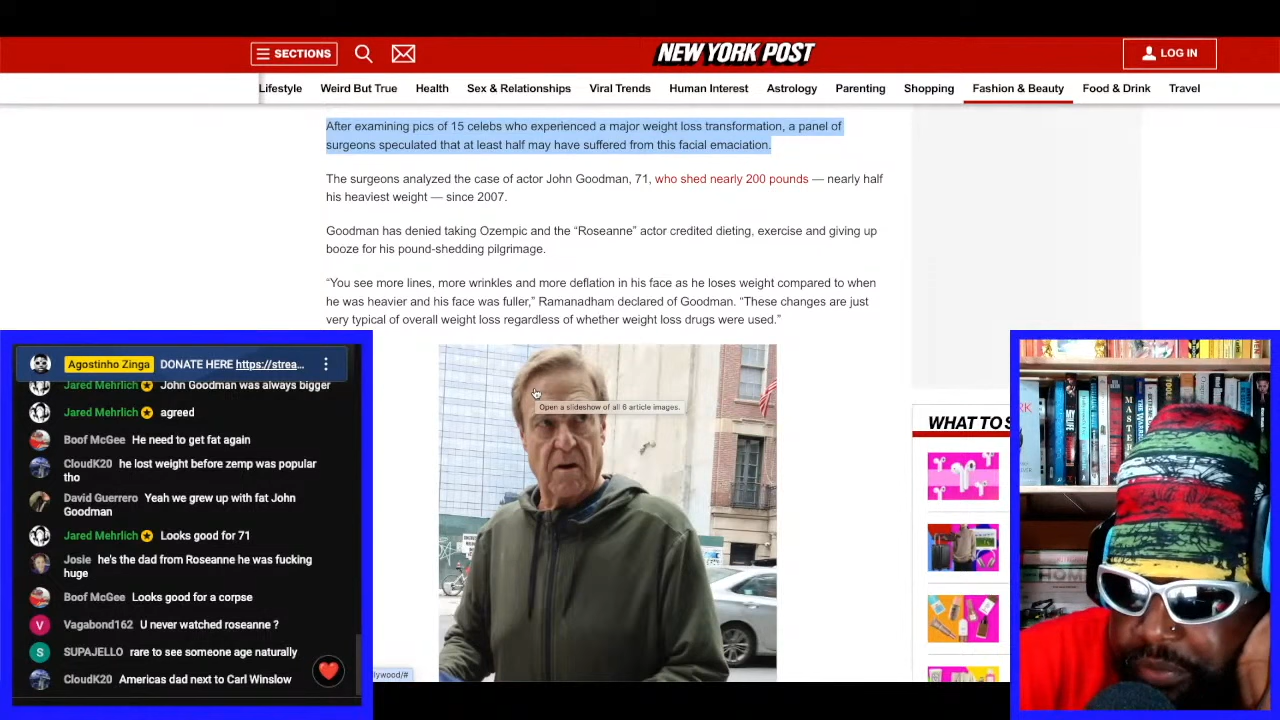 SECTIONS
NEW YORK POST
LOG IN
Lifestyle Weird But True Health Sex & Relationships Viral Trends Human Interest Astrology Parenting Shopping Fashion & Beauty Food & Drink Travel
After examining pics of 15 celebs who experienced a major weight loss transformation, a panel of
surgeons speculated that at least half may have suffered from this facial emaciation.
The surgeons analyzed the case of actor John Goodman, 71, who shed nearly 200 pounds — nearly half
his heaviest weight — since 2007.
Goodman has denied taking Ozempic and the “Roseanne” actor credited dieting, exercise and giving up
booze for his pound-shedding pilgrimage.
“You see more lines, more wrinkles and more deflation in his face as he loses weight compared to when
he was heavier and his face was fuller,” Ramanadham declared of Goodman. “These changes are just
very typical of overall weight loss regardless of whether weight loss drugs were used.”
Open a slideshow of all 6 article images.
WHAT TO S
lywood/#
Agostinho Zinga DONATE HERE https://strea...
Jared Mehrlich John Goodman was always bigger
Jared Mehrlich agreed
Boof McGee He need to get fat again
CloudK20 he lost weight before zemp was popular
tho
David Guerrero Yeah we grew up with fat John
Goodman
Jared Mehrlich Looks good for 71
Josie he's the dad from Roseanne he was fucking
huge
Boof McGee Looks good for a corpse
V
Vagabond162 U never watched roseanne ?
S
SUPAJELLO rare to see someone age naturally
CloudK20 Americas dad next to Carl Winslow
MY LIFE
MASTER
THE WARRIO